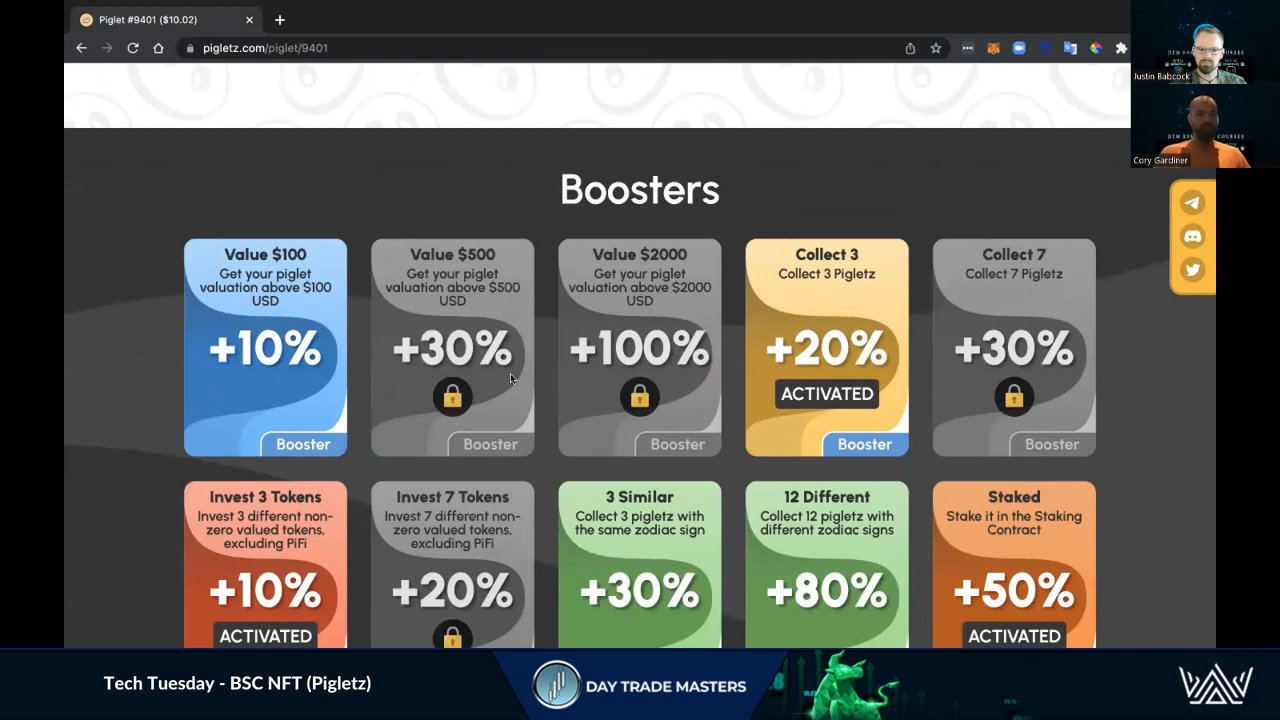 Piglet #9401 ($10.02)
pigletz.com/piglet/9401
Justin Babcock
Cory Gardiner
Boosters
Value $100
Get your piglet
valuation above $100
USD
+10%
Booster
Value $500
Get your piglet
valuation above $500
USD
+30%
Booster
Value $2000
Get your piglet
valuation above $2000
USD
+100%
Booster
Collect 3
Collect 3 Pigletz
+20%
ACTIVATED
Booster
Collect 7
Collect 7 Pigletz
+30%
Booster
Invest 3 Tokens
Invest 3 different non-
zero valued tokens,
excluding PiFi
+10%
ACTIVATED
Invest 7 Tokens
Invest 7 different non-
zero valued tokens,
excluding PiFi
+20%
3 Similar
Collect 3 pigletz with
the same zodiac sign
+30%
12 Different
Collect 12 pigletz with
different zodiac signs
+80%
Staked
Stake it in the Staking
Contract
+50%
ACTIVATED
Tech Tuesday - BSC NFT (Pigletz)
DAY TRADE MASTERS